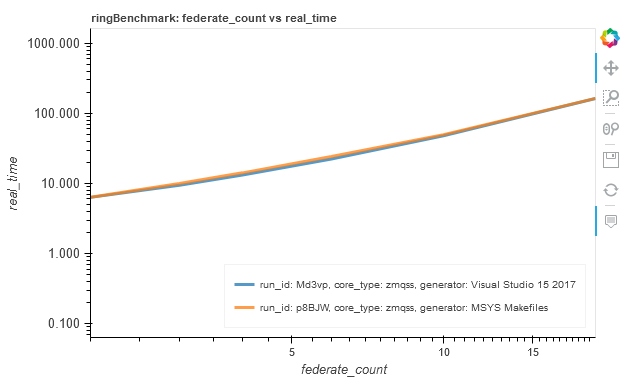 ringBenchmark: federate_count vs real_time
1000.000
100.000
10.000
1.000
0.100
real_time
run_id: Md3vp, core_type: zmqss, generator: Visual Studio 15 2017
run_id: p8BJW, core_type: zmqss, generator: MSYS Makefiles
5
10
15
federate_count